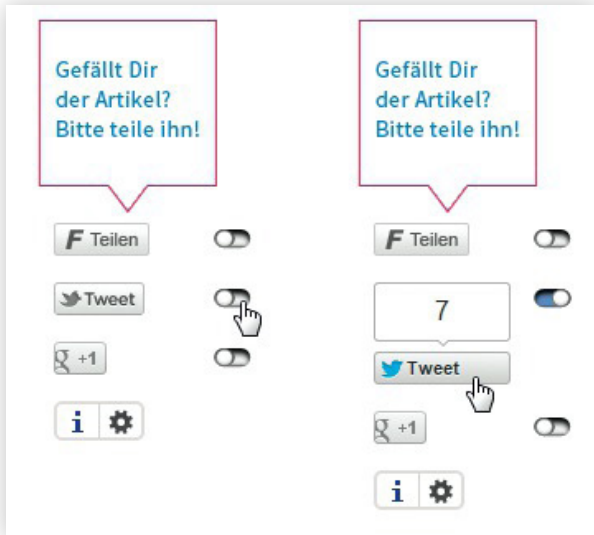 Gefällt Dir
der Artikel?
Bitte teile ihn!
F Teilen
Tweet
g +1
i
Gefällt Dir
der Artikel?
Bitte teile ihn!
F Teilen
7
Tweet
g +1
i